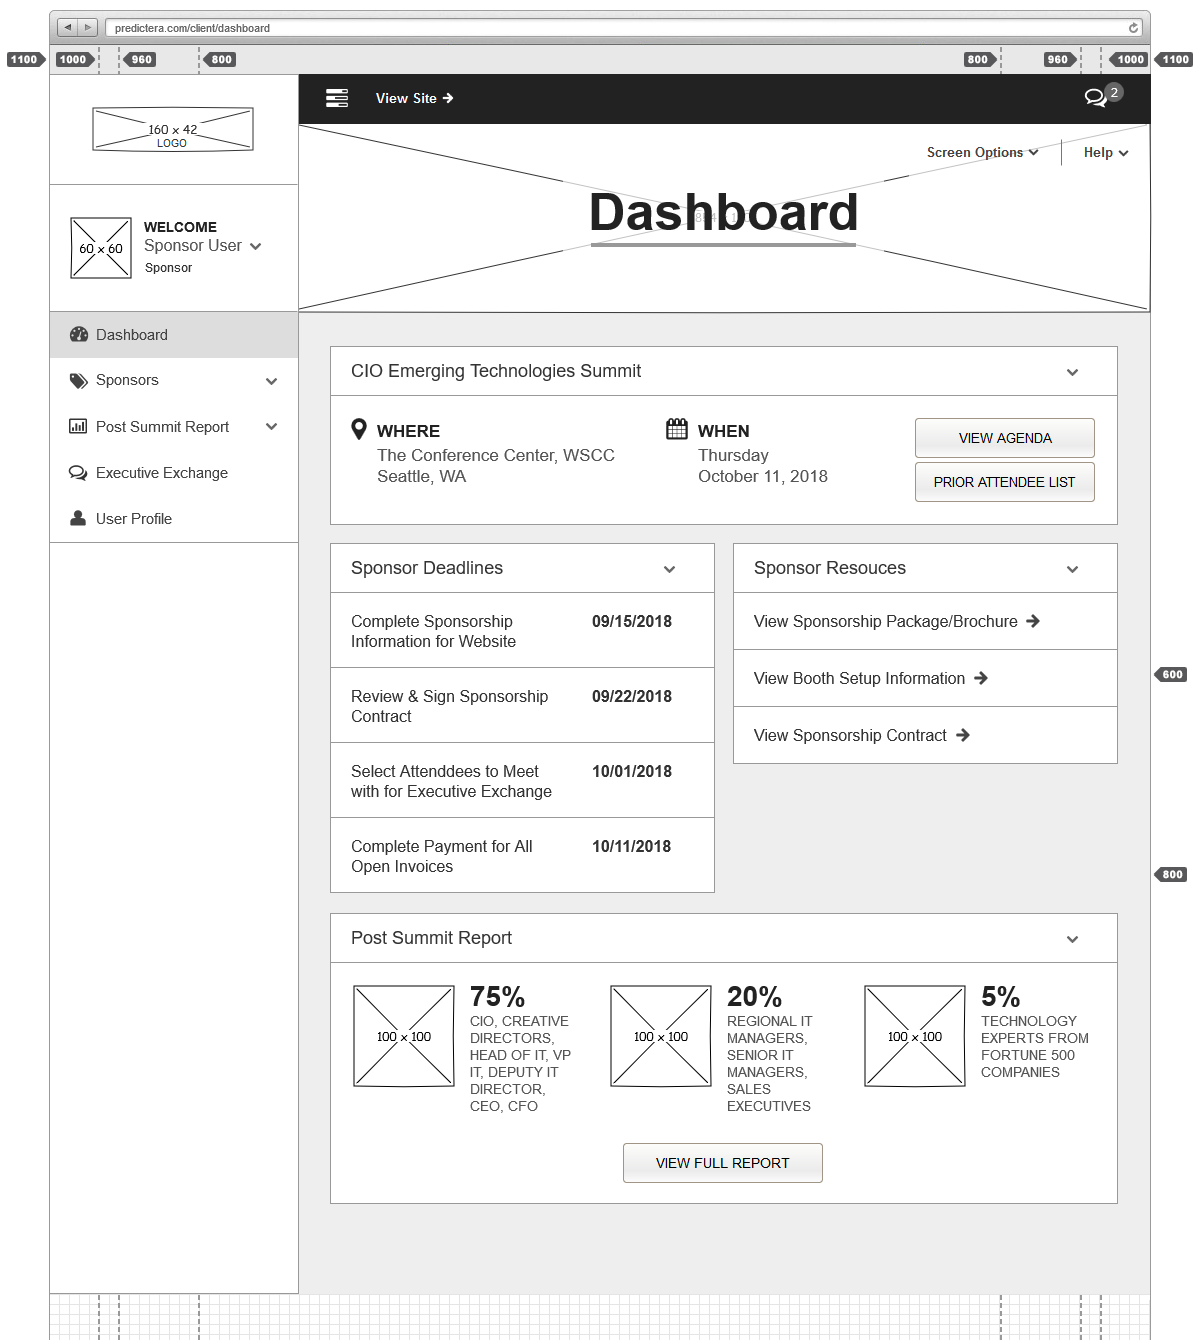 predictera.com/client/dashboard
1100 1000 960 800 800 960 1000 1100
160 x 42
LOGO
View Site
2
Screen Options
Help
Dashboard
60 x 60
WELCOME
Sponsor User
Sponsor
Dashboard
Sponsors
Post Summit Report
Executive Exchange
User Profile
CIO Emerging Technologies Summit
WHERE
The Conference Center, WSCC
Seattle, WA
WHEN
Thursday
October 11, 2018
VIEW AGENDA
PRIOR ATTENDEE LIST
Sponsor Deadlines
Complete Sponsorship 09/15/2018
Information for Website
Review & Sign Sponsorship 09/22/2018
Contract
Select Attenddees to Meet 10/01/2018
with for Executive Exchange
Complete Payment for All 10/11/2018
Open Invoices
Sponsor Resouces
View Sponsorship Package/Brochure
View Booth Setup Information
View Sponsorship Contract
600
800
Post Summit Report
100 x 100
75%
CIO, CREATIVE
DIRECTORS,
HEAD OF IT, VP
IT, DEPUTY IT
DIRECTOR,
CEO, CFO
100 x 100
20%
REGIONAL IT
MANAGERS,
SENIOR IT
MANAGERS,
SALES
EXECUTIVES
100 x 100
5%
TECHNOLOGY
EXPERTS FROM
FORTUNE 500
COMPANIES
VIEW FULL REPORT